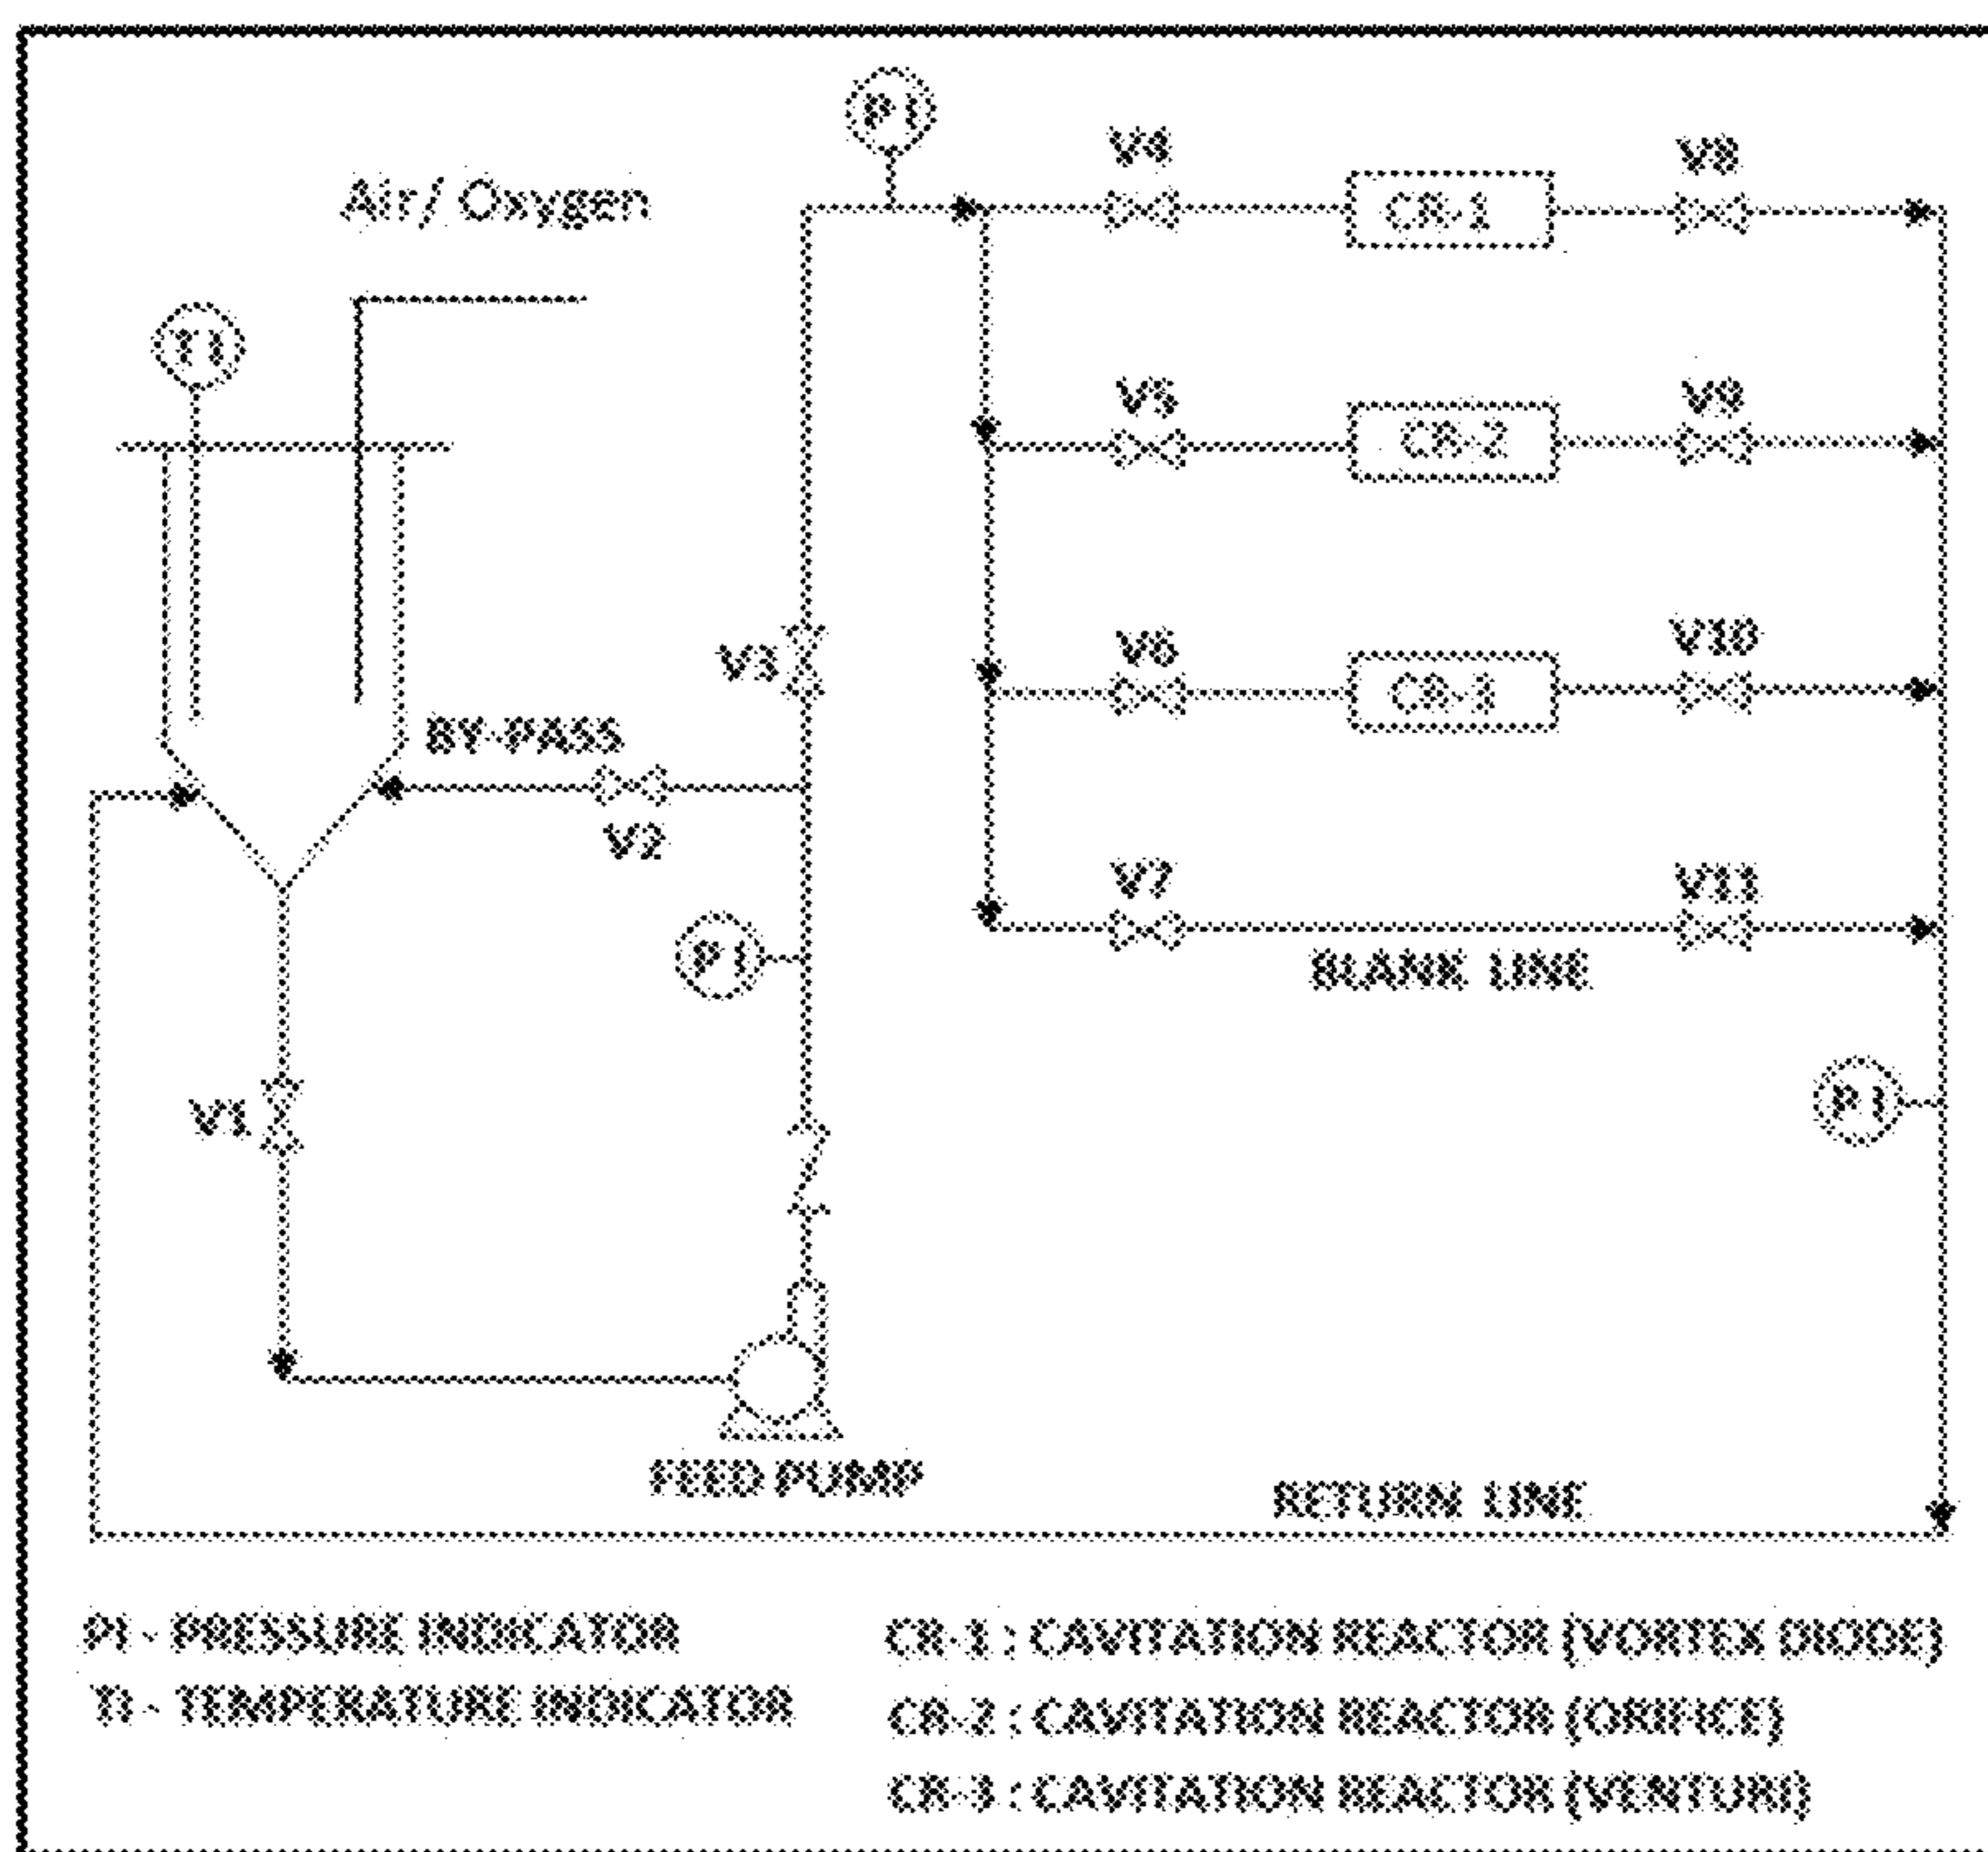 PI
V4
V8
Air/ Oxygen
CR-1
TI
V5
V9
CR-2
V3
V6
V10
CR-3
BY-PASS
V2
V7
V11
PI
BLANK LINE
V1
PI
FEED PUMP
RETURN LINE
PI - PRESSURE INDICATOR
TI - TEMPERATURE INDICATOR
CR-1 : CAVITATION REACTOR (VORTEX DIODE)
CR-2 : CAVITATION REACTOR (ORIFICE)
CR-3 : CAVITATION REACTOR (VENTURI)